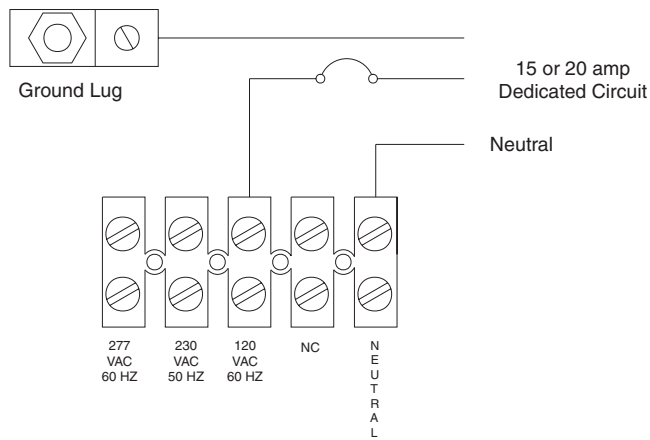 Ground Lug
15 or 20 amp
Dedicated Circuit
Neutral
277
VAC
60 HZ
230
VAC
50 HZ
120
VAC
60 HZ
NC
NEUTRAL